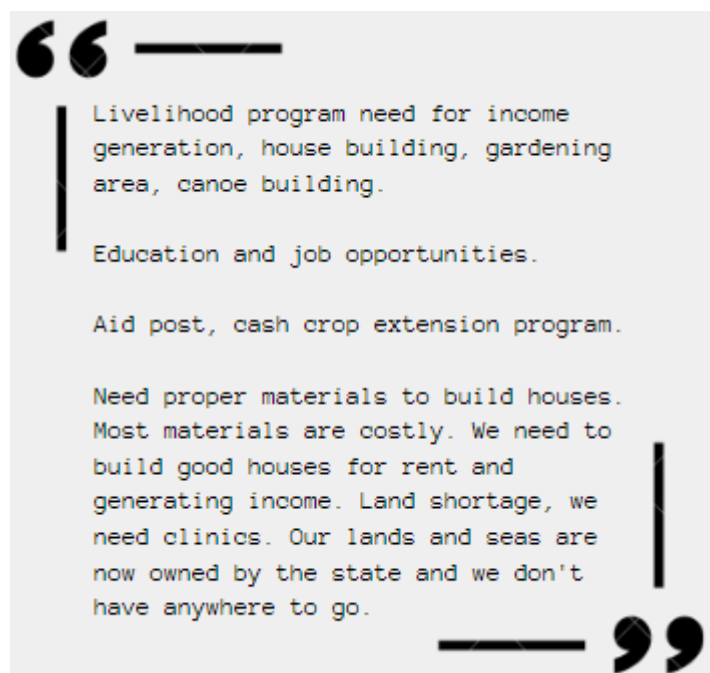 Livelihood program need for income
generation, house building, gardening
area, canoe building.
Education and job opportunities.
Aid post, cash crop extension program.
Need proper materials to build houses.
Most materials are costly. We need to
build good houses for rent and
generating income. Land shortage, we
need clinics. Our lands and seas are
now owned by the state and we don't
have anywhere to go.